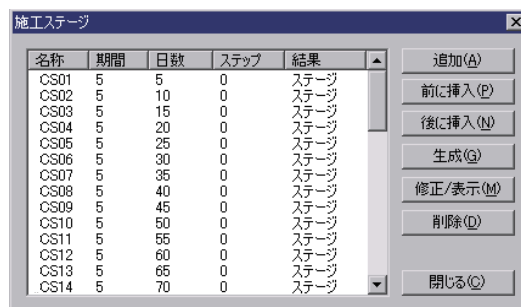 施工ステージ
名称 期間 日数 ステップ 結果
CS01 5 5 0 ステージ
CS02 5 10 0 ステージ
CS03 5 15 0 ステージ
CS04 5 20 0 ステージ
CS05 5 25 0 ステージ
CS06 5 30 0 ステージ
CS07 5 35 0 ステージ
CS08 5 40 0 ステージ
CS09 5 45 0 ステージ
CS10 5 50 0 ステージ
CS11 5 55 0 ステージ
CS12 5 60 0 ステージ
CS13 5 65 0 ステージ
CS14 5 70 0 ステージ
追加(A)
前に挿入(P)
後に挿入(N)
生成(G)
修正/表示(M)
削除(D)
閉じる(C)